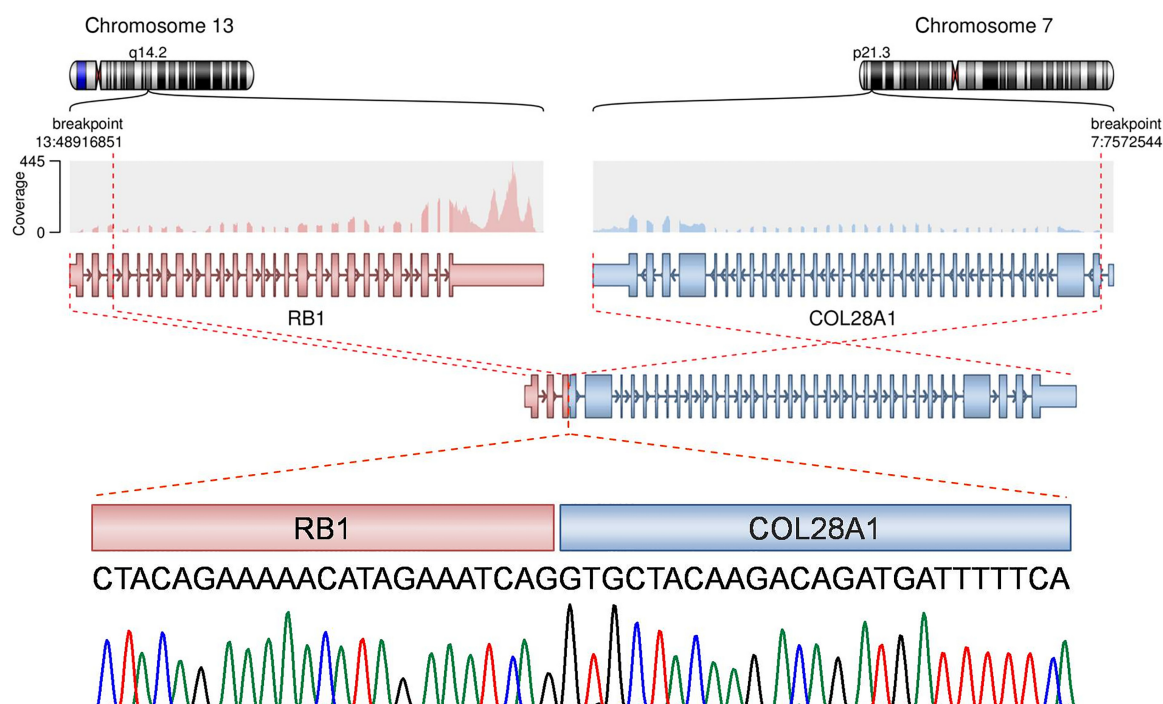 Chromosome 13
Chromosome 7
q14.2
p21.3
breakpoint
13:48916851
breakpoint
7:7572544
445
Coverage
0
RB1
COL28A1
RB1
COL28A1
CTACAGAAAAACATAGAAATCAGGTGCTACAAGACAGATGATTTTTCA